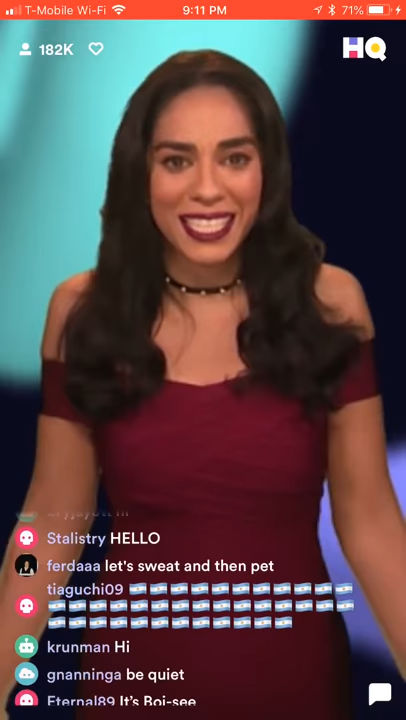 T-Mobile Wi-Fi 9:11 PM 71%
182K HQ
Stalistry HELLO
ferdaaa let's sweat and then pet
tiaguchi09 🇦🇷🇦🇷🇦🇷🇦🇷🇦🇷🇦🇷🇦🇷🇦🇷🇦🇷🇦🇷🇦🇷
🇦🇷🇦🇷🇦🇷🇦🇷🇦🇷🇦🇷🇦🇷🇦🇷🇦🇷🇦🇷🇦🇷🇦🇷🇦🇷🇦🇷🇦🇷
🇦🇷🇦🇷🇦🇷🇦🇷🇦🇷🇦🇷🇦🇷🇦🇷🇦🇷🇦🇷🇦🇷🇦🇷
krunman Hi
gnanninga be quiet
Eternal89 It's Boi-see